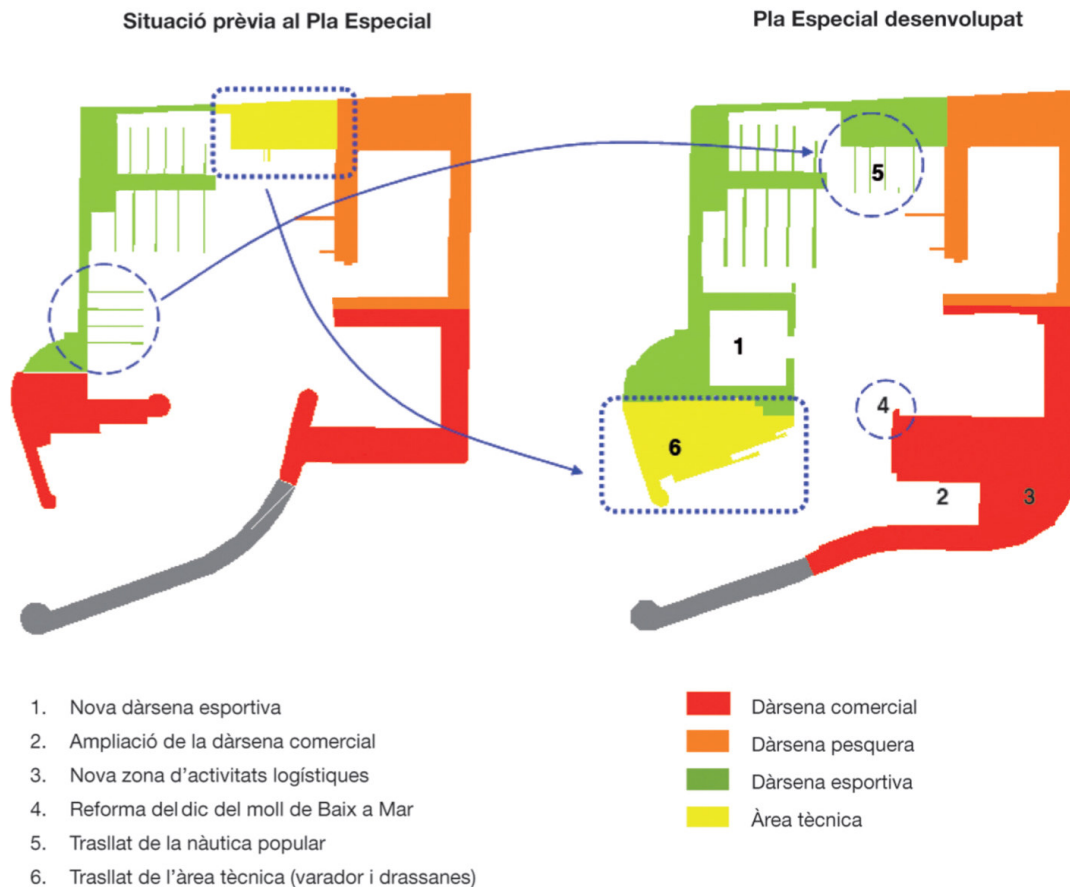 Situació prèvia al Pla Especial
Pla Especial desenvolupat
5
1
4
6
2
3
1. Nova dàrsena esportiva
2. Ampliació de la dàrsena comercial
3. Nova zona d'activitats logístiques
4. Reforma del dic del moll de Baix a Mar
5. Trasllat de la nàutica popular
6. Trasllat de l'àrea tècnica (varador i drassanes)
Dàrsena comercial
Dàrsena pesquera
Dàrsena esportiva
Àrea tècnica